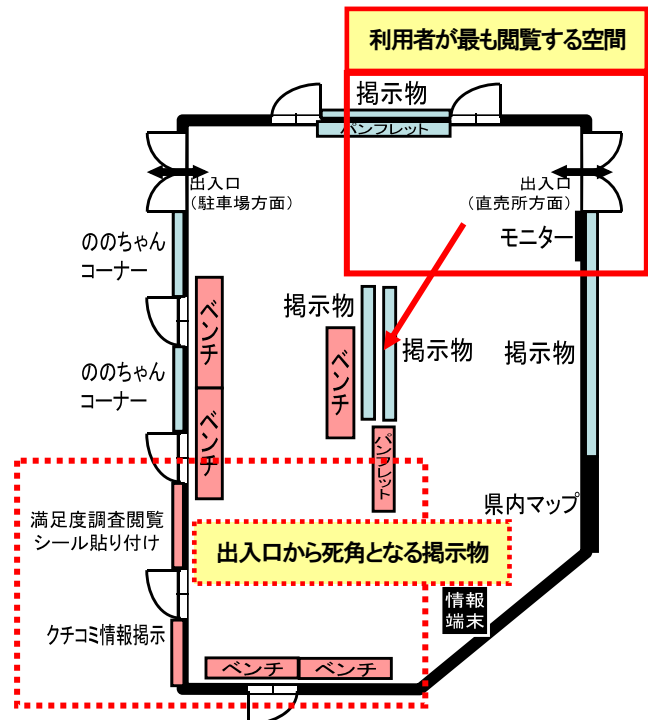 利用者が最も閲覧する空間
掲示物
パンフレット
出入口
(駐車場方面)
出入口
(直売所方面)
モニター
ののちゃん
コーナー
ベンチ
掲示物
掲示物
掲示物
ベンチ
ののちゃん
コーナー
ベンチ
パンフレット
県内マップ
満足度調査閲覧
シール貼り付け
出入口から死角となる掲示物
情報
端末
クチコミ情報掲示
ベンチ
ベンチ